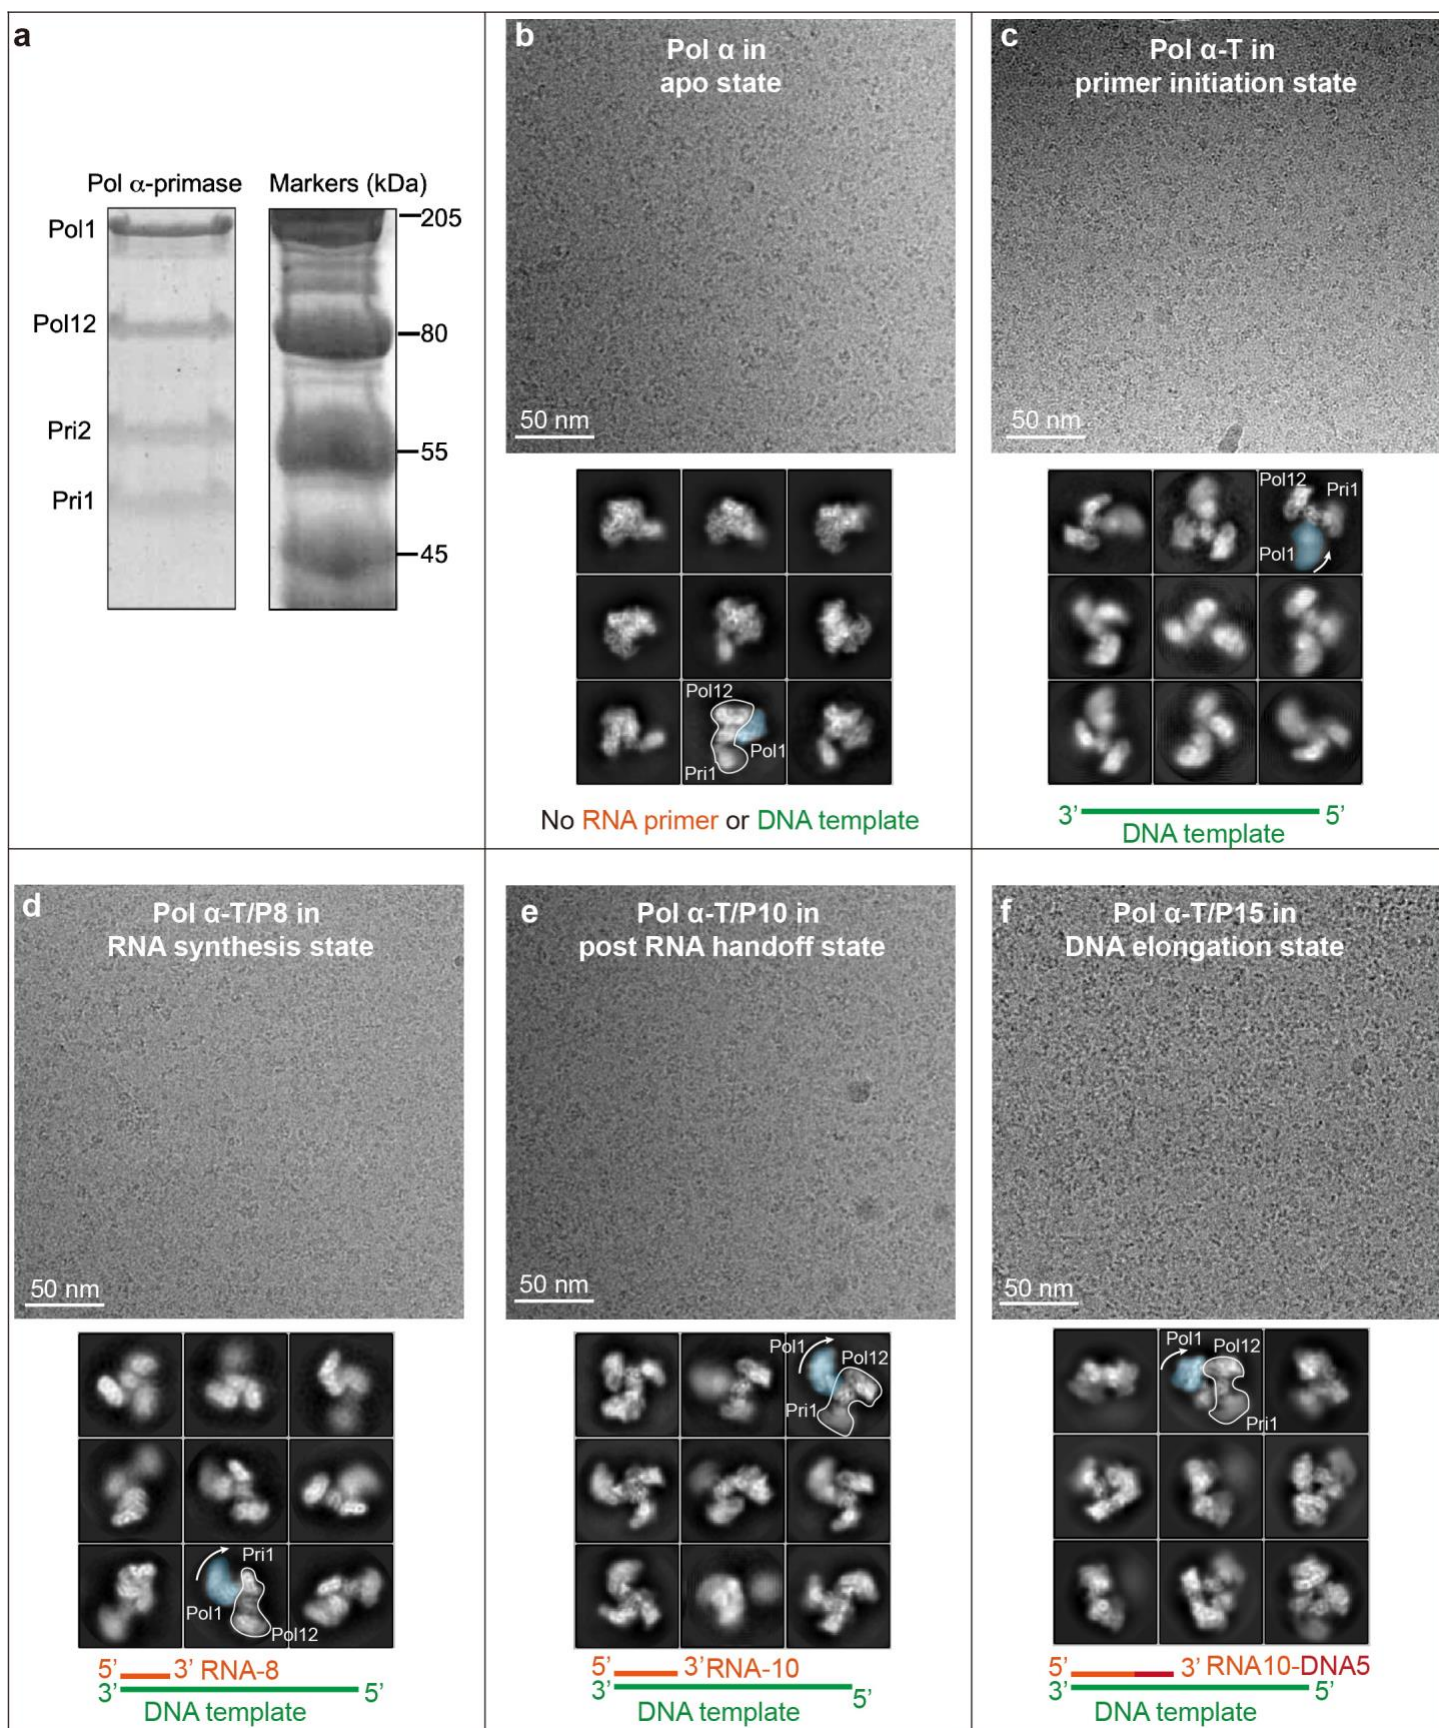 a
Pol α-primase
Markers (kDa)
Pol1
Pol12
Pri2
Pri1
205
80
55
45
b
Pol α in
apo state
50 nm
Pol12
Pol1
Pri1
No RNA primer or DNA template
c
Pol α-T in
primer initiation state
50 nm
Pol12
Pri1
Pol1
3’ 5’
DNA template
d
Pol α-T/P8 in
RNA synthesis state
50 nm
Pri1
Pol1
Pol12
5’ 3’ RNA-8
3’ 5’
DNA template
e
Pol α-T/P10 in
post RNA handoff state
50 nm
Pol1
Pol12
Pri1
5’ 3’RNA-10
3’ 5’
DNA template
f
Pol α-T/P15 in
DNA elongation state
50 nm
Pol1
Pol12
Pri1
5’ 3’ RNA10-DNA5
3’ 5’
DNA template